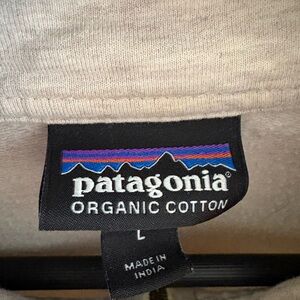 patagonia®
ORGANIC COTTON
L
MADE IN
INDIA